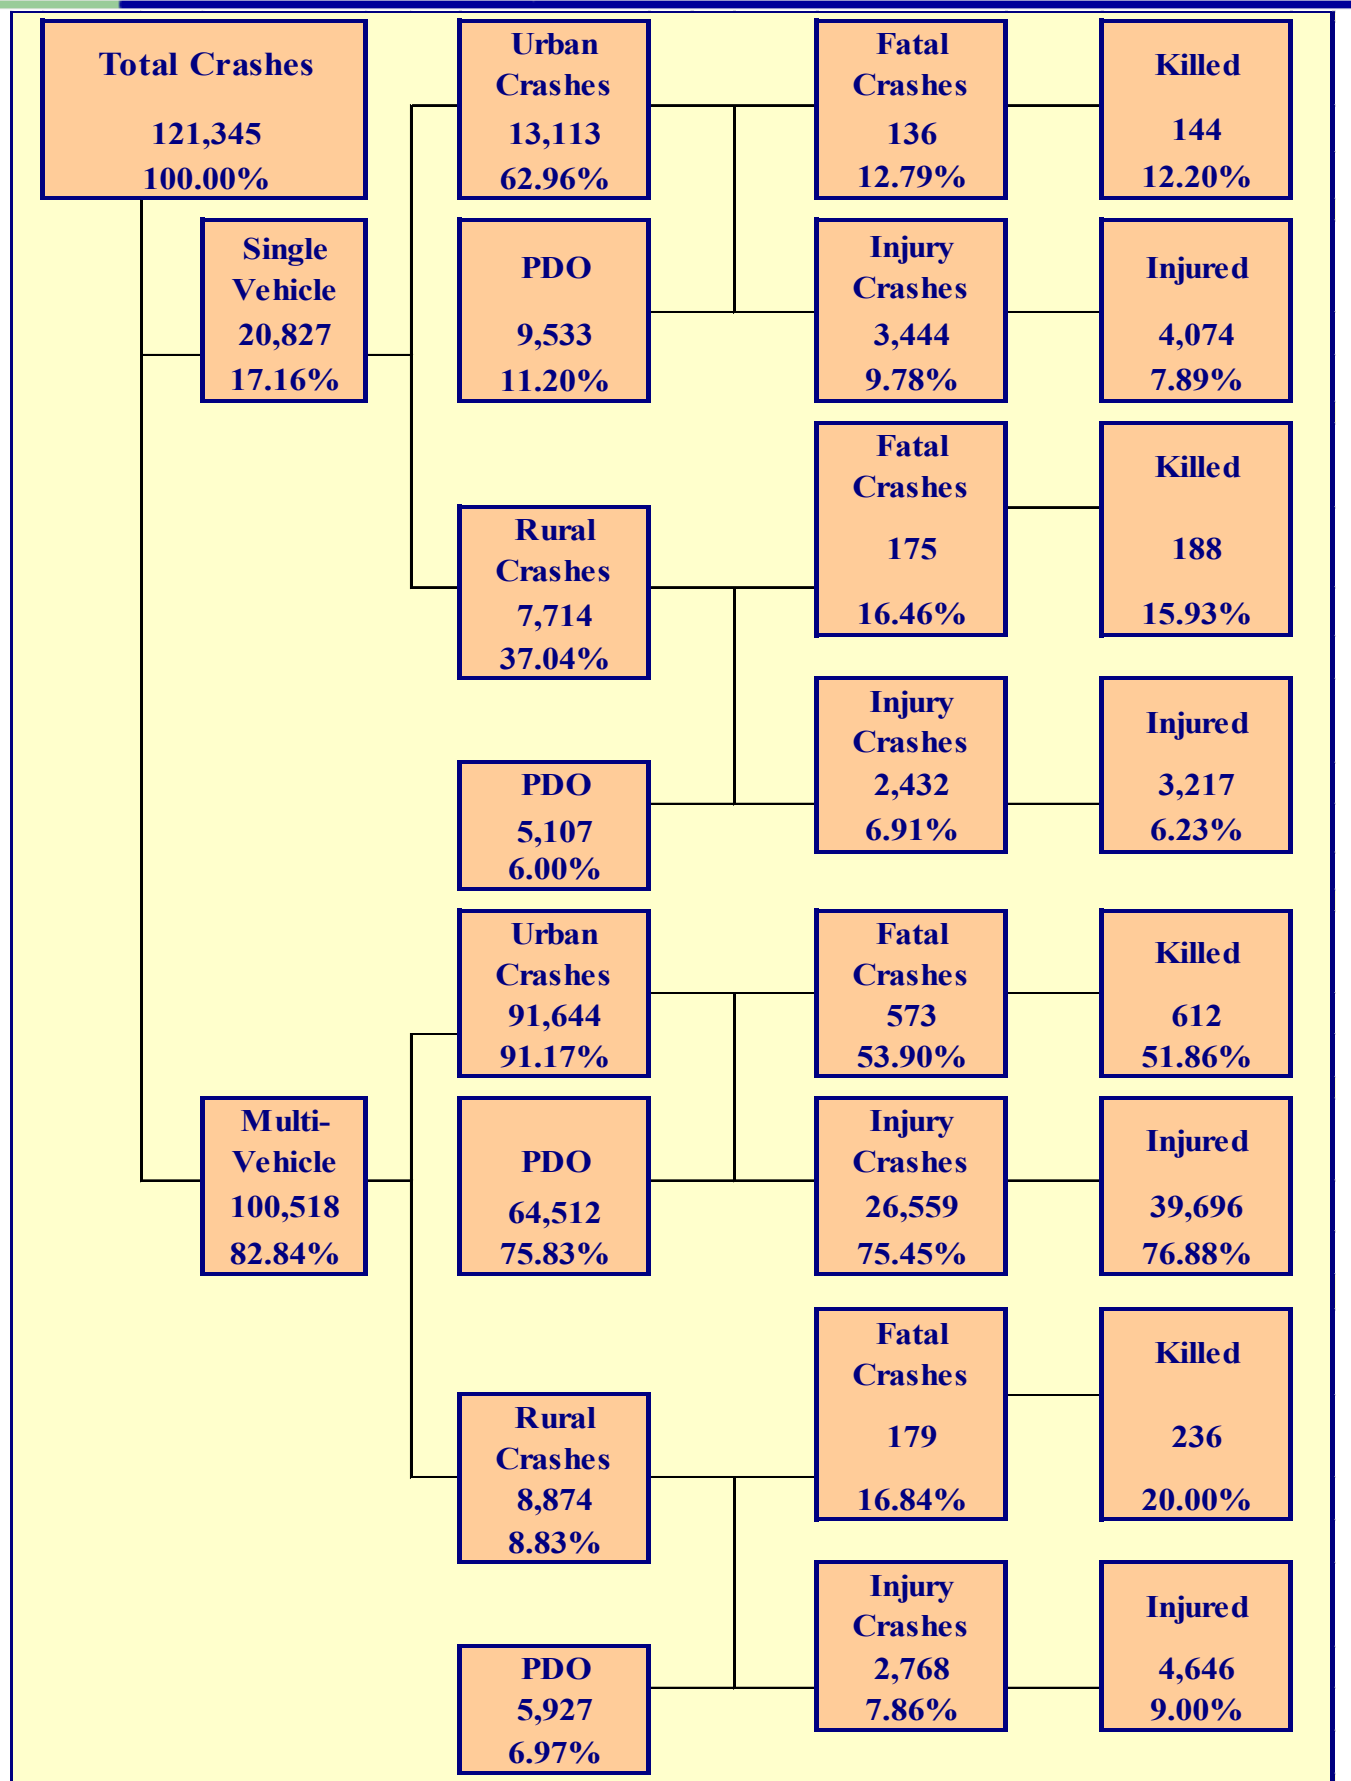 Total Crashes
121,345
100.00%
Single
Vehicle
20,827
17.16%
Urban
Crashes
13,113
62.96%
Fatal
Crashes
136
12.79%
Killed
144
12.20%
PDO
9,533
11.20%
Injury
Crashes
3,444
9.78%
Injured
4,074
7.89%
Rural
Crashes
7,714
37.04%
Fatal
Crashes
175
16.46%
Killed
188
15.93%
PDO
5,107
6.00%
Injury
Crashes
2,432
6.91%
Injured
3,217
6.23%
Multi-
Vehicle
100,518
82.84%
Urban
Crashes
91,644
91.17%
Fatal
Crashes
573
53.90%
Killed
612
51.86%
PDO
64,512
75.83%
Injury
Crashes
26,559
75.45%
Injured
39,696
76.88%
Rural
Crashes
8,874
8.83%
Fatal
Crashes
179
16.84%
Killed
236
20.00%
PDO
5,927
6.97%
Injury
Crashes
2,768
7.86%
Injured
4,646
9.00%